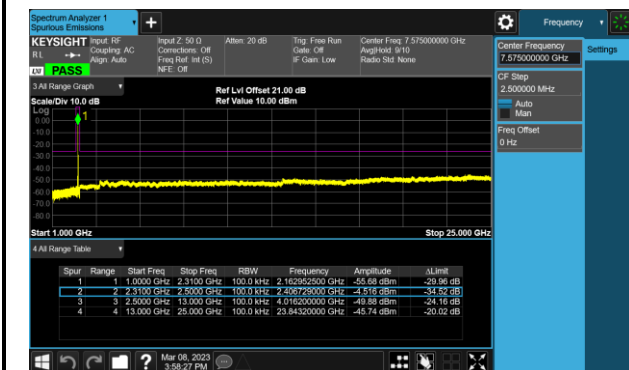 Spectrum Analyzer 1
Spurious Emissions
Frequency
KEYSIGHT Input: RF Input Z: 50 Ω Atten: 20 dB Trig: Free Run Center Freq: 7.575000000 GHz
RL Coupling: AC Corrections: Off Gate: Off Avg|Hold: 9/10
Align: Auto Freq Ref: Int (S) IF Gain: Low Radio Std: None
NFE: Off
LNI PASS
Center Frequency
7.575000000 GHz
Settings
CF Step
2.500000 MHz
Auto
Man
Freq Offset
0 Hz
3 All Range Graph
Ref Lvl Offset 21.00 dB
Scale/Div 10.0 dB Ref Value 10.00 dBm
Log
1
0.00
-10.0
-20.0
-30.0
-40.0
-50.0
-60.0
-70.0
-80.0
Start 1.000 GHz Stop 25.000 GHz
4 All Range Table
Spur Range Start Freq Stop Freq RBW Frequency Amplitude ΔLimit
1 1 1.0000 GHz 2.3100 GHz 100.0 kHz 2.162952500 GHz -55.68 dBm -29.96 dB
2 2 2.3100 GHz 2.5000 GHz 100.0 kHz 2.406729000 GHz -4.516 dBm -34.52 dB
3 3 2.5000 GHz 13.000 GHz 100.0 kHz 4.016200000 GHz -49.88 dBm -24.16 dB
4 4 13.000 GHz 25.000 GHz 100.0 kHz 23.84320000 GHz -45.74 dBm -20.02 dB
?
Mar 08, 2023
3:58:27 PM